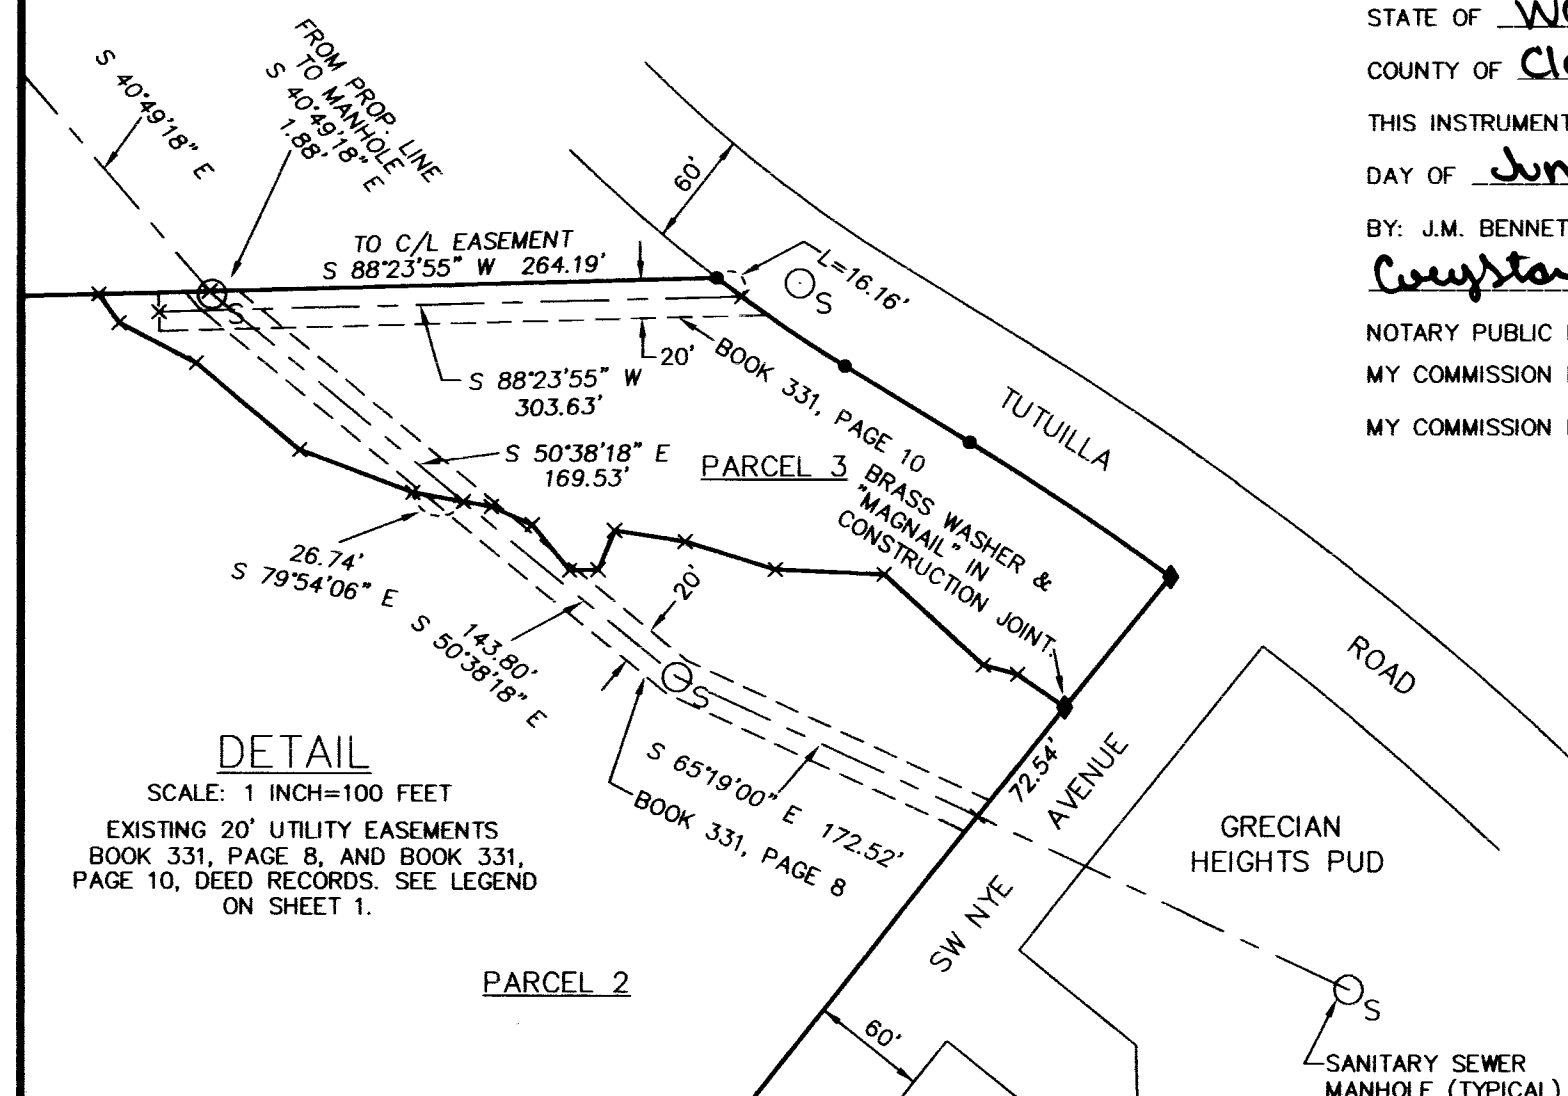 STATE OF
COUNTY OF
THIS INSTRUMENT
DAY OF
BY: J.M. BENNET
NOTARY PUBLIC
MY COMMISSION
MY COMMISSION
S 40°49'18" E
FROM PROP. LINE
TO MANHOLE
S 40°49'18" E
1.88'
60'
TO C/L EASEMENT
S 88°23'55" W 264.19'
L=16.16'
S
S
20'
S 88°23'55" W
303.63'
BOOK 331, PAGE 10
TUTUILLA
ROAD
S 50°38'18" E
169.53'
PARCEL 3
BRASS WASHER &
"MAGNAIL" IN
CONSTRUCTION JOINT.
26.74'
S 79°54'06" E
20'
143.80'
S 50°38'18" E
S
S 65°19'00" E 172.52'
BOOK 331, PAGE 8
72.54'
SW NYE AVENUE
DETAIL
SCALE: 1 INCH=100 FEET
EXISTING 20' UTILITY EASEMENTS
BOOK 331, PAGE 8, AND BOOK 331,
PAGE 10, DEED RECORDS. SEE LEGEND
ON SHEET 1.
GRECIAN
HEIGHTS PUD
PARCEL 2
60'
S
SANITARY SEWER
MANHOLE (TYPICAL)